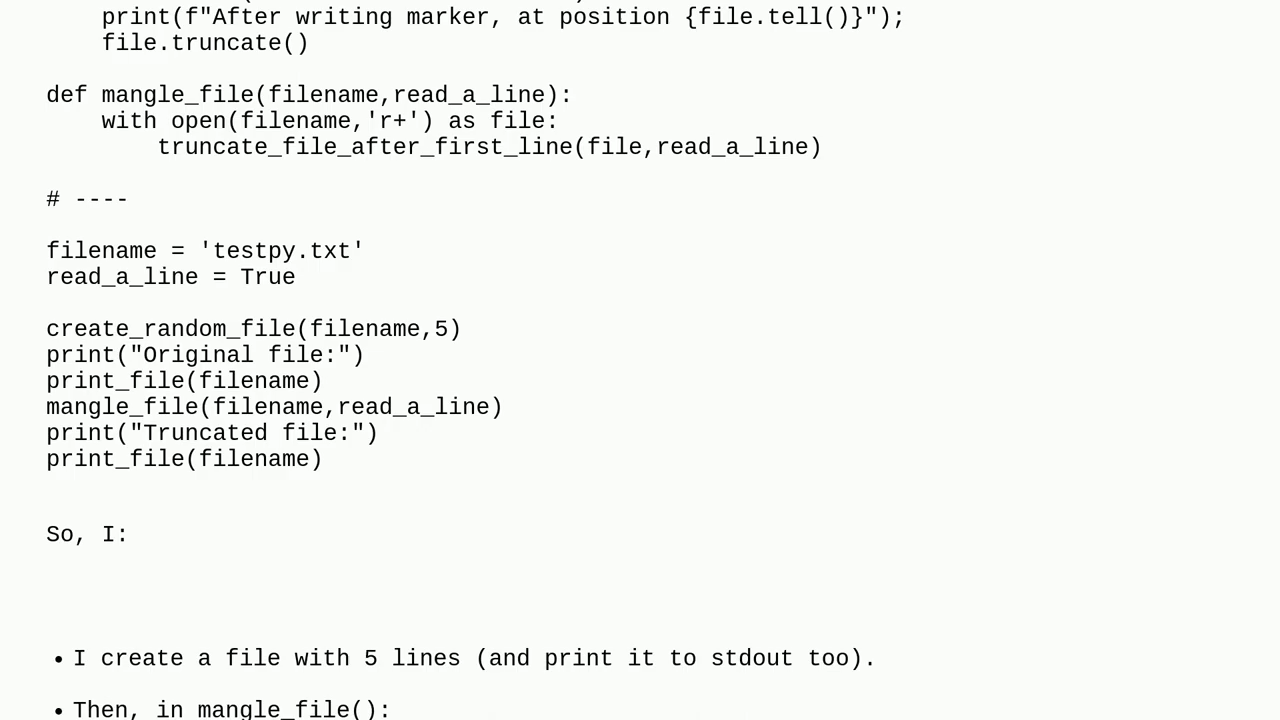 print(f"After writing marker, at position {file.tell()}");
    file.truncate()
def mangle_file(filename,read_a_line):
    with open(filename,'r+') as file:
        truncate_file_after_first_line(file,read_a_line)
# ----
filename = 'testpy.txt'
read_a_line = True
create_random_file(filename,5)
print("Original file:")
print_file(filename)
mangle_file(filename,read_a_line)
print("Truncated file:")
print_file(filename)
So, I:
• I create a file with 5 lines (and print it to stdout too).
• Then, in mangle_file():